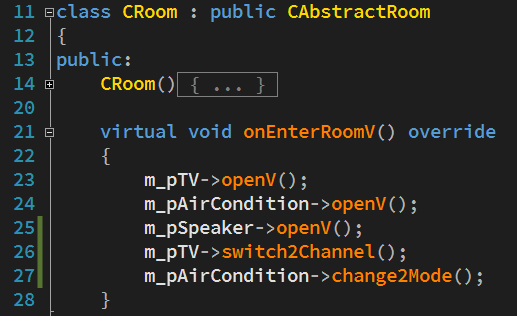 11 class CRoom : public CAbstractRoom
12 {
13 public:
14     CRoom() { ... }
20
21     virtual void onEnterRoomV() override
22     {
23         m_pTV->openV();
24         m_pAirCondition->openV();
25         m_pSpeaker->openV();
26         m_pTV->switch2Channel();
27         m_pAirCondition->change2Mode();
28     }